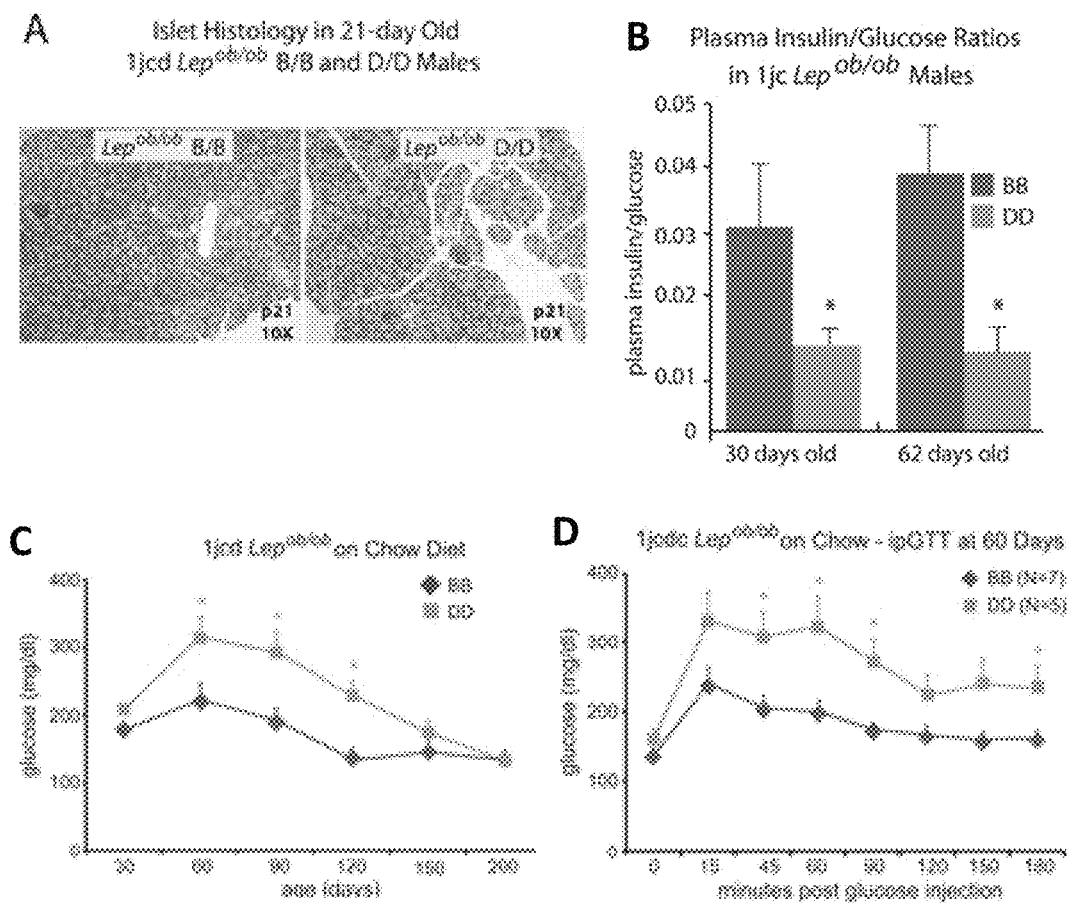 A
Islet Histology in 21-day Old
1jcd Lep ob/ob B/B and D/D Males
Lep ob/ob B/B
Lep ob/ob D/D
p21
10X
p21
10X
B
Plasma Insulin/Glucose Ratios
in 1jc Lep ob/ob Males
plasma insulin/glucose
0.05
0.04
0.03
0.02
0.01
0
BB
DD
*
*
30 days old
62 days old
C
1jcd Lep ob/ob on Chow Diet
BB
DD
glucose (mg/dl)
400
300
200
100
0
30
60
90
120
150
200
age (days)
D
1jcdc Lep ob/ob on Chow - ipGTT at 60 Days
BB (N=7)
DD (N=5)
glucose (mg/dl)
400
300
200
100
0
0
15
45
60
90
120
150
180
minutes post glucose injection